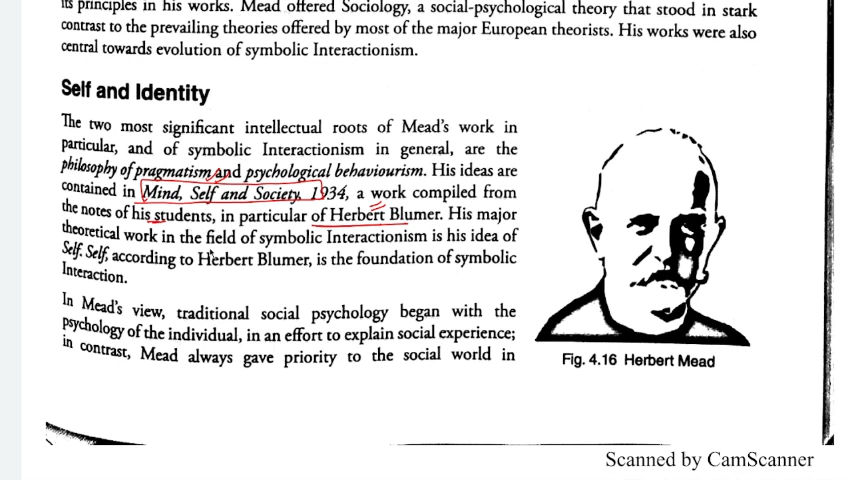 its principles in his works. Mead offered Sociology, a social-psychological theory that stood in stark
contrast to the prevailing theories offered by most of the major European theorists. His works were also
central towards evolution of symbolic Interactionism.
Self and Identity
The two most significant intellectual roots of Mead's work in
particular, and of symbolic Interactionism in general, are the
philosophy of pragmatism and psychological behaviourism. His ideas are
contained in Mind, Self and Society, 1934, a work compiled from
the notes of his students, in particular of Herbert Blumer. His major
theoretical work in the field of symbolic Interactionism is his idea of
Self. Self, according to Herbert Blumer, is the foundation of symbolic
Interaction.
In Mead's view, traditional social psychology began with the
psychology of the individual, in an effort to explain social experience;
in contrast, Mead always gave priority to the social world in
Fig. 4.16 Herbert Mead
Scanned by CamScanner